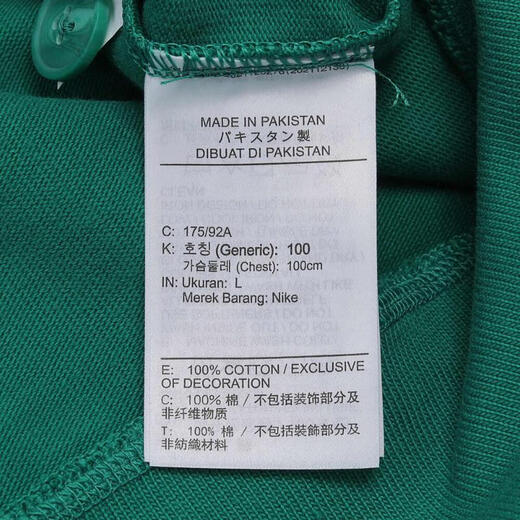 MADE IN PAKISTAN
パキスタン製
DIBUAT DI PAKISTAN
C: 175/92A
K: 호칭 (Generic): 100
가슴둘레 (Chest): 100cm
IN: Ukuran: L
Merek Barang: Nike
E: 100% COTTON / EXCLUSIVE
OF DECORATION
C: 100% 棉 / 不包括装饰部分及
非纤维物质
T: 100% 棉 / 不包括裝飾部分及
非紡織材料